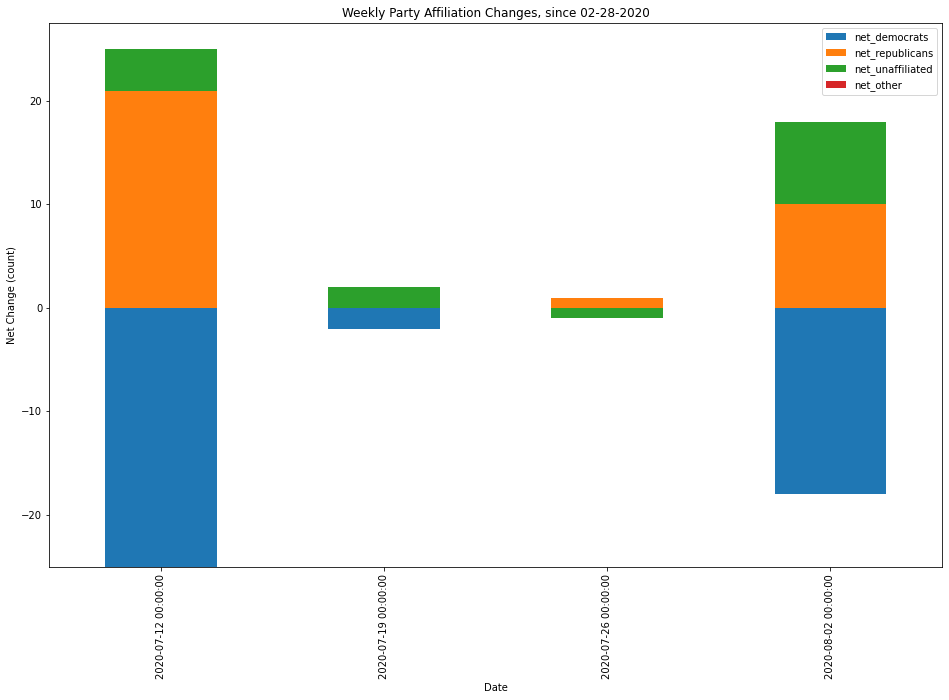 Weekly Party Affiliation Changes, since 02-28-2020
net_democrats
net_republicans
net_unaffiliated
net_other
Net Change (count)
20
10
0
−10
−20
2020-07-12 00:00:00
2020-07-19 00:00:00
2020-07-26 00:00:00
2020-08-02 00:00:00
Date